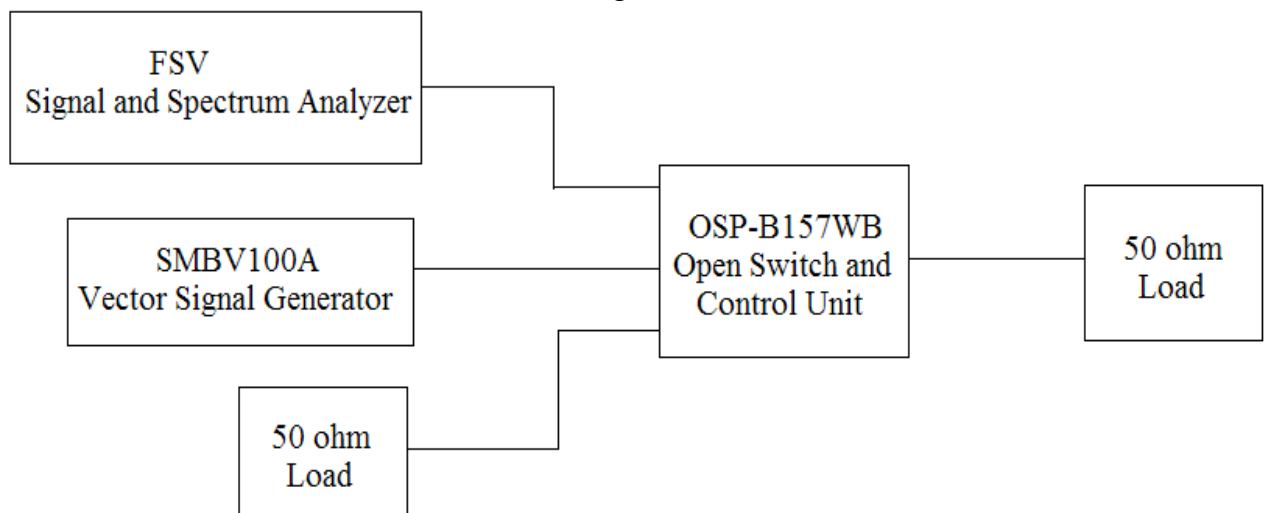 FSV
Signal and Spectrum Analyzer
SMBV100A
Vector Signal Generator
50 ohm
Load
OSP-B157WB
Open Switch and
Control Unit
50 ohm
Load